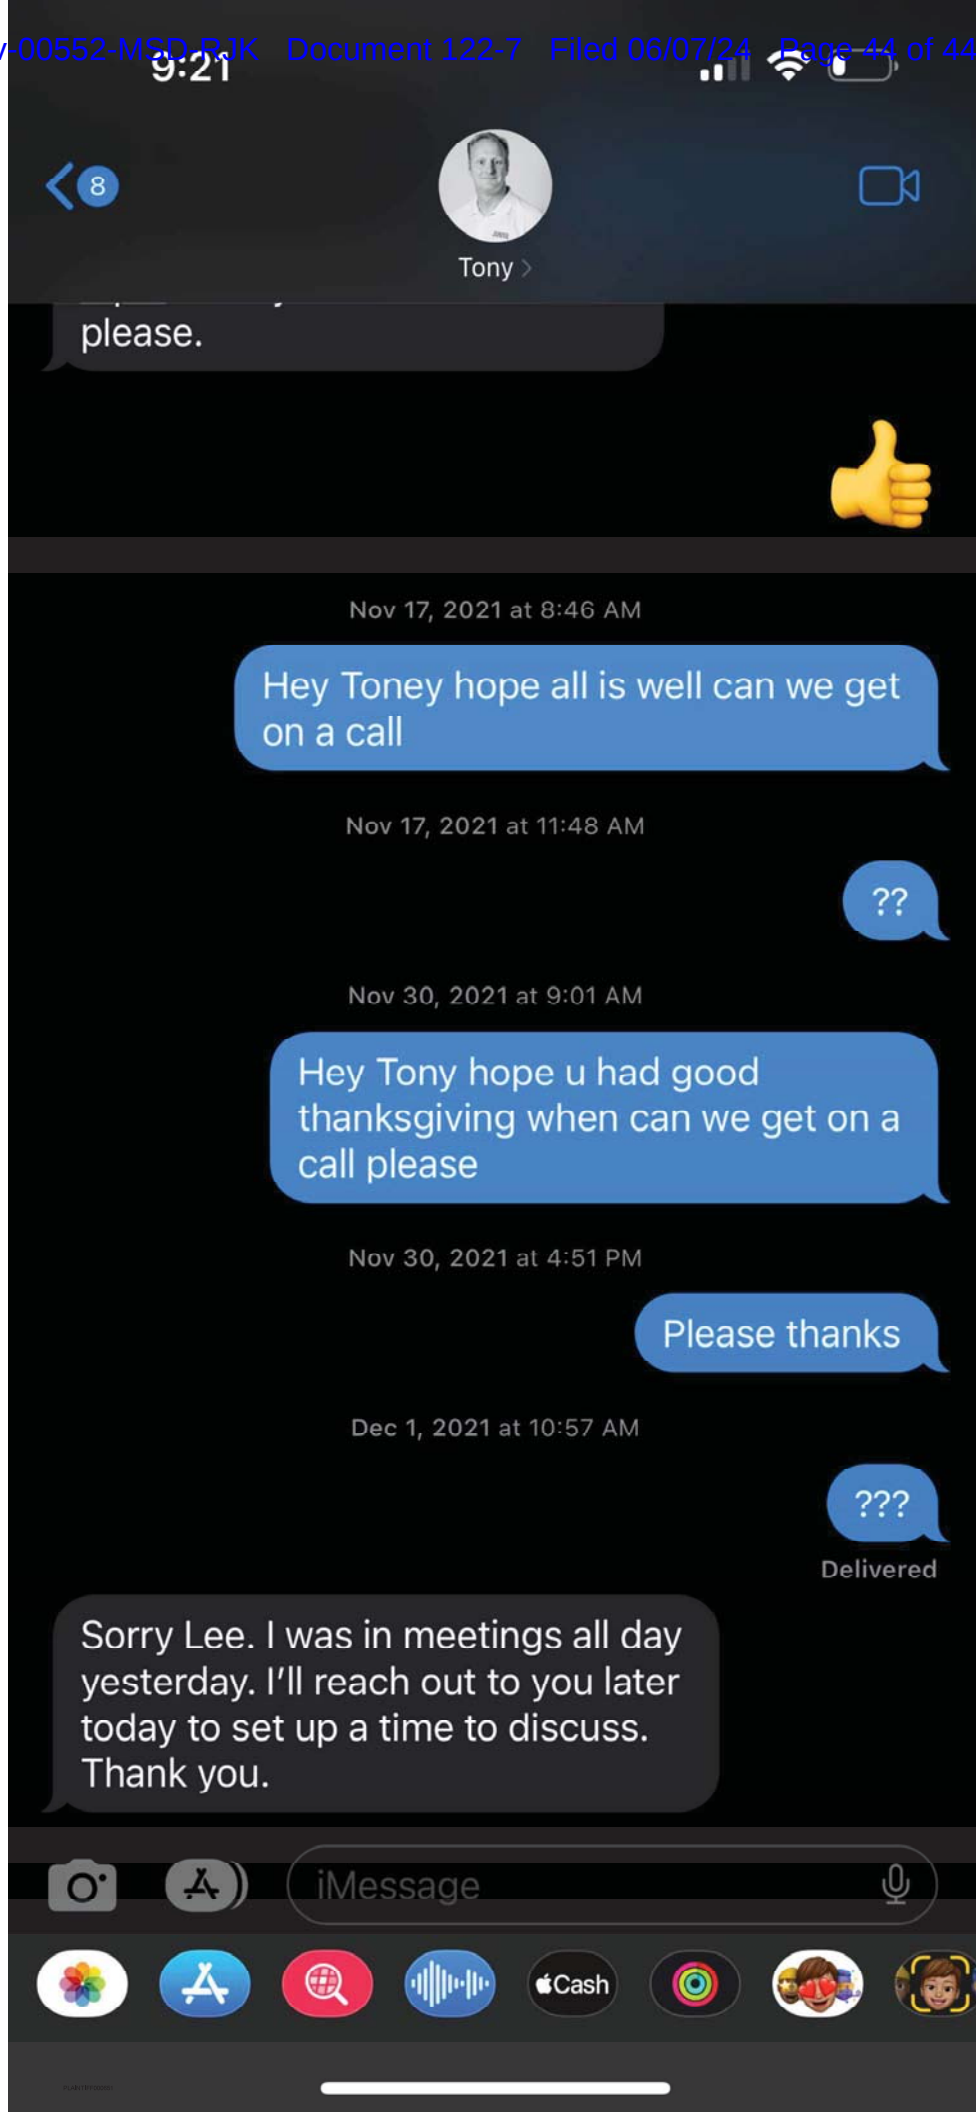 v-00552-MSD-RJK Document 122-7 Filed 06/07/24 Page 44 of 44
9:21
8
Tony
please.
Nov 17, 2021 at 8:46 AM
Hey Toney hope all is well can we get
on a call
Nov 17, 2021 at 11:48 AM
??
Nov 30, 2021 at 9:01 AM
Hey Tony hope u had good
thanksgiving when can we get on a
call please
Nov 30, 2021 at 4:51 PM
Please thanks
Dec 1, 2021 at 10:57 AM
???
Delivered
Sorry Lee. I was in meetings all day
yesterday. I'll reach out to you later
today to set up a time to discuss.
Thank you.
iMessage
Cash